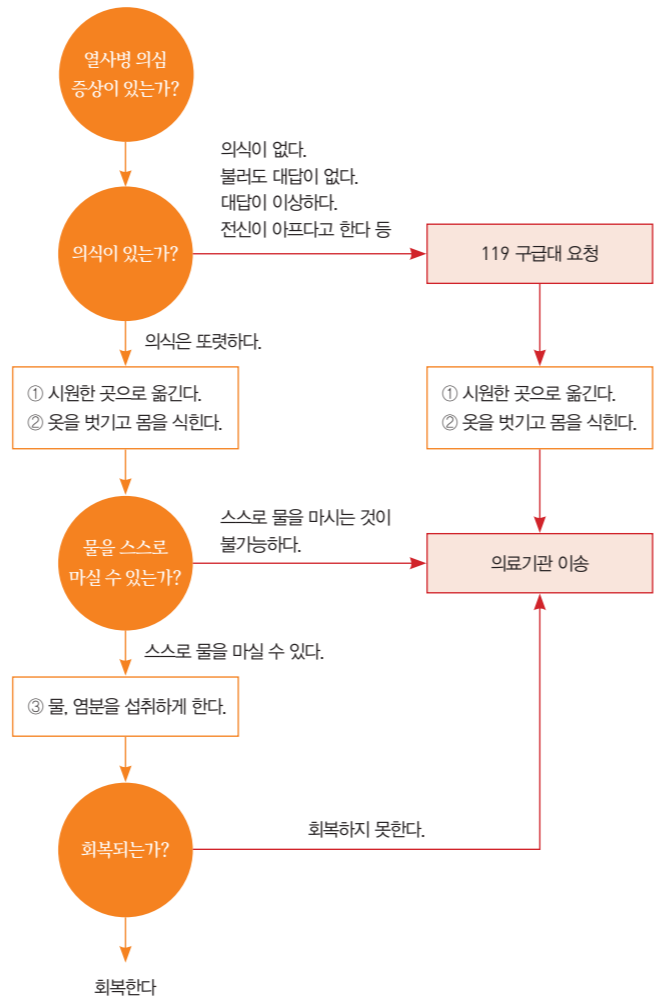 열사병 의심
증상이 있는가?
의식이 없다.
불러도 대답이 없다.
대답이 이상하다.
전신이 아프다고 한다 등
의식이 있는가?
119 구급대 요청
의식은 또렷하다.
① 시원한 곳으로 옮긴다.
② 옷을 벗기고 몸을 식힌다.
① 시원한 곳으로 옮긴다.
② 옷을 벗기고 몸을 식힌다.
물을 스스로
마실 수 있는가?
스스로 물을 마시는 것이
불가능하다.
의료기관 이송
스스로 물을 마실 수 있다.
③ 물, 염분을 섭취하게 한다.
회복되는가?
회복하지 못한다.
회복한다